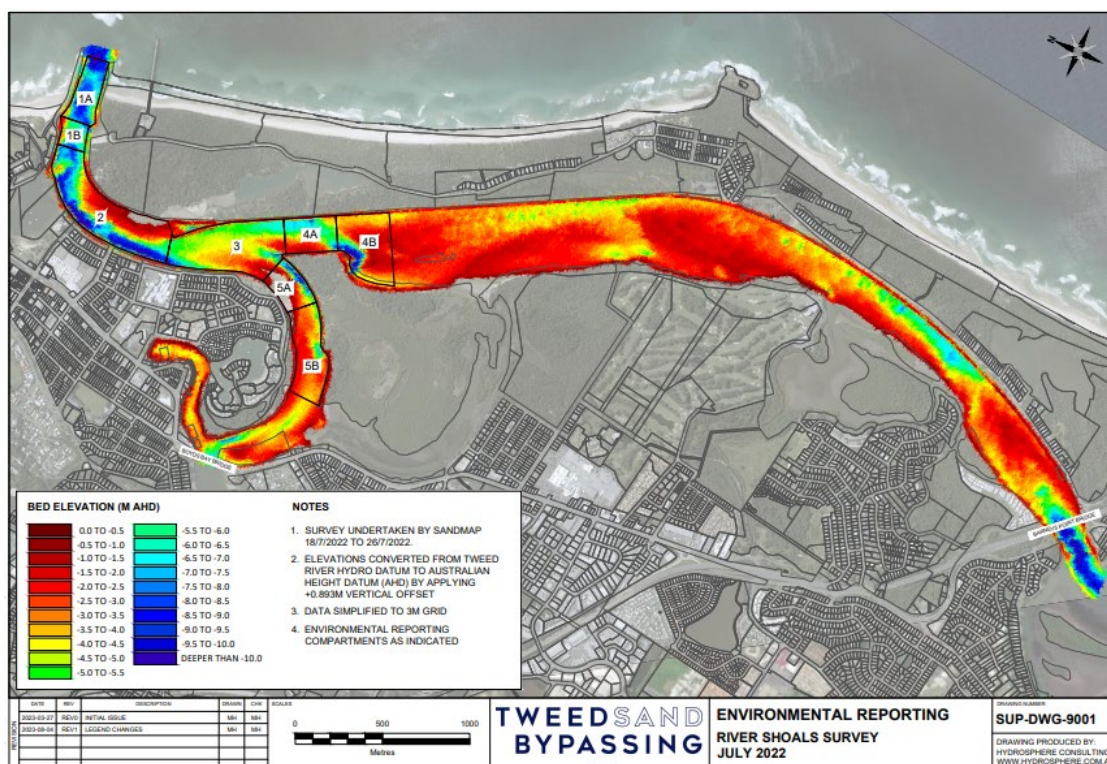 N
1A
1B
2
3
4A
4B
5A
5B
BOYDS BAY BRIDGE
BARNEYS POINT BRIDGE
BED ELEVATION (M AHD)
0.0 TO -0.5
-0.5 TO -1.0
-1.0 TO -1.5
-1.5 TO -2.0
-2.0 TO -2.5
-2.5 TO -3.0
-3.0 TO -3.5
-3.5 TO -4.0
-4.0 TO -4.5
-4.5 TO -5.0
-5.0 TO -5.5
-5.5 TO -6.0
-6.0 TO -6.5
-6.5 TO -7.0
-7.0 TO -7.5
-7.5 TO -8.0
-8.0 TO -8.5
-8.5 TO -9.0
-9.0 TO -9.5
-9.5 TO -10.0
DEEPER THAN -10.0
NOTES
1. SURVEY UNDERTAKEN BY SANDMAP
18/7/2022 TO 26/7/2022.
2. ELEVATIONS CONVERTED FROM TWEED
RIVER HYDRO DATUM TO AUSTRALIAN
HEIGHT DATUM (AHD) BY APPLYING
+0.893M VERTICAL OFFSET
3. DATA SIMPLIFIED TO 3M GRID
4. ENVIRONMENTAL REPORTING
COMPARTMENTS AS INDICATED
REVISION
DATE REV DESCRIPTION DRAWN CHK
2023-03-27 REV0 INITIAL ISSUE MH MH
2023-08-04 REV1 LEGEND CHANGES MH MH
SCALES
0 500 1000
Metres
TWEED SAND
BYPASSING
ENVIRONMENTAL REPORTING
RIVER SHOALS SURVEY
JULY 2022
DRAWING NUMBER
SUP-DWG-9001
DRAWING PRODUCED BY:
HYDROSPHERE CONSULTING
WWW.HYDROSPHERE.COM.A